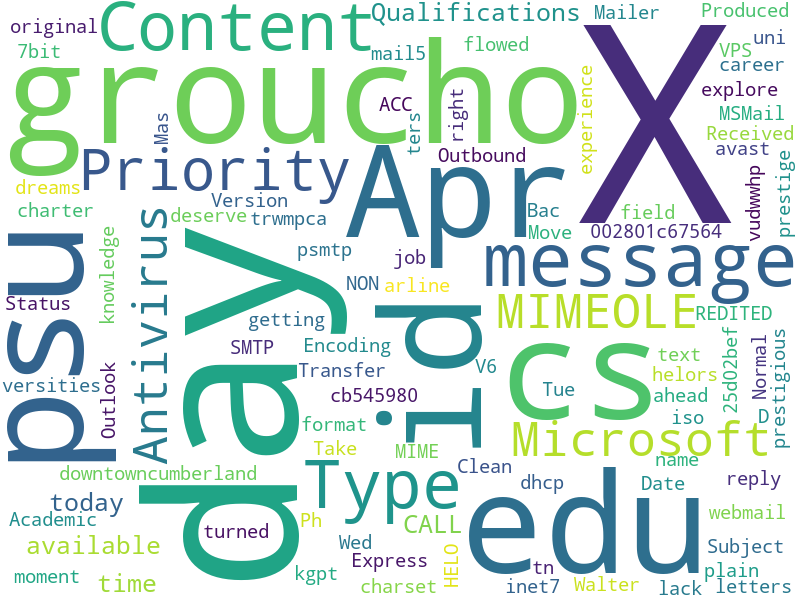 original
Content
Qualifications
Mailer
Produced
7bit
groucho
mail5
flowed
X
uni
VPS
career
explore
ACC
experience
MSMail
Received
Mas
ters
right
Outbound
avast
Priority
Apr
dreams
charter
deserve
Version
trwmpca
Bac
Move
field
002801c67564
vudwwhp
prestige
psu
knowledge
Antivirus
day
psmtp
NON
job
arline
id
message
MIMEOLE
REDITED
Status
getting
SMTP
Encoding
Transfer
V6
cs
text
helors
ahead
25d02bef
Normal
prestigious
versities
Outlook
cb545980
Tue
iso
D
format
Take
MIME
Microsoft
name
downtowncumberland
Type
Clean
dhcp
edu
Date
reply
today
Academic
turned
Ph
CALL
webmail
available
Wed
Express
HELO
tn
Subject
plain
moment
time
kgpt
charset
inet7
Walter
lack
letters